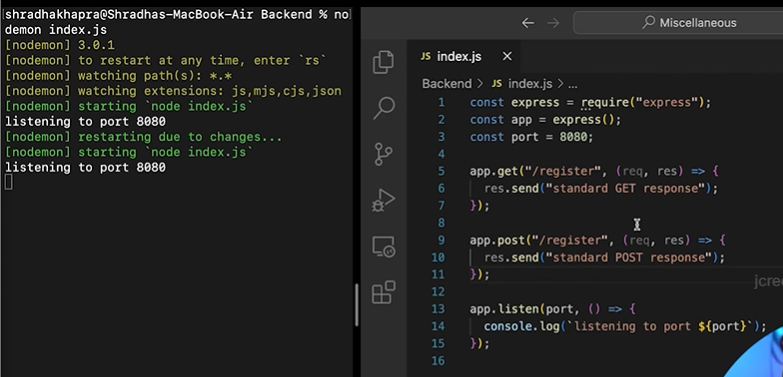 shradhakhapra@Shradhas-MacBook-Air Backend % no
demon index.js
[nodemon] 3.0.1
[nodemon] to restart at any time, enter `rs`
[nodemon] watching path(s): *.*
[nodemon] watching extensions: js,mjs,cjs,json
[nodemon] starting `node index.js`
listening to port 8080
[nodemon] restarting due to changes...
[nodemon] starting `node index.js`
listening to port 8080
Miscellaneous
JS index.js
Backend > JS index.js > ...
1 const express = require("express");
2 const app = express();
3 const port = 8080;
4
5 app.get("/register", (req, res) => {
6 res.send("standard GET response");
7 });
8
9 app.post("/register", (req, res) => {
10 res.send("standard POST response");
11 });
12
13 app.listen(port, () => {
14 console.log(`listening to port ${port}`);
15 });
16